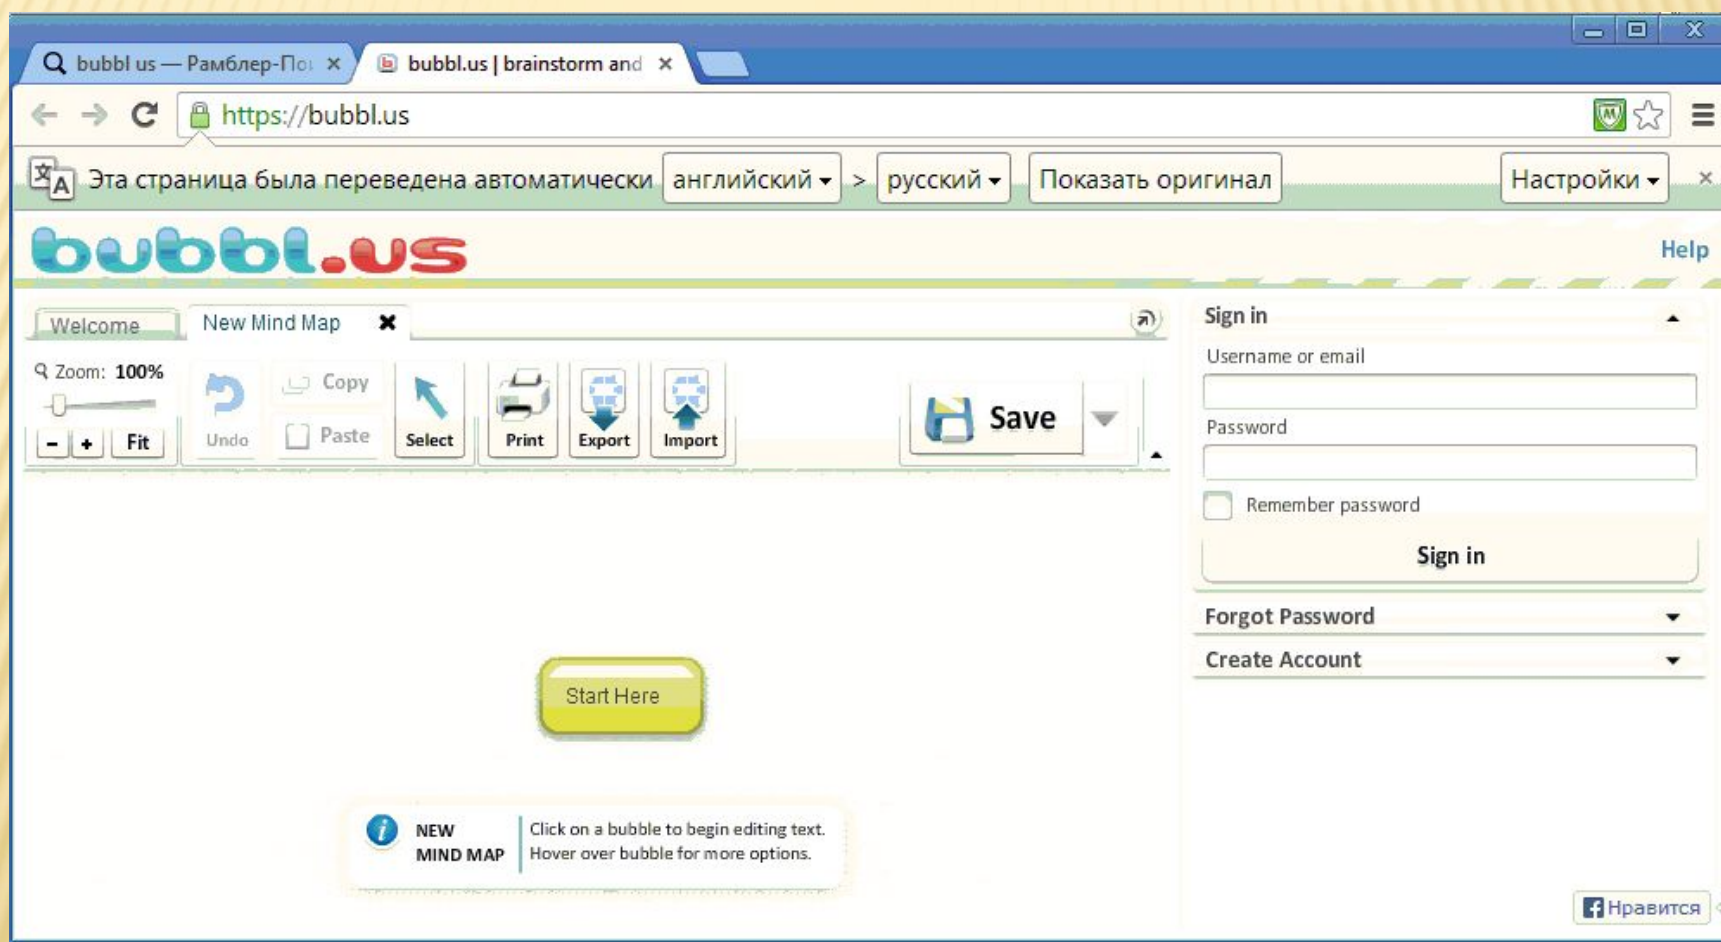 bubbl us — Рамблер-По
bubbl.us | brainstorm and
https://bubbl.us
Эта страница была переведена автоматически английский > русский Показать оригинал Настройки
bubbl.us
Help
Welcome
New Mind Map
Zoom: 100%
- + Fit
Undo
Copy
Paste
Select
Print
Export
Import
Save
Start Here
NEW
MIND MAP
Click on a bubble to begin editing text.
Hover over bubble for more options.
Sign in
Username or email
Password
Remember password
Sign in
Forgot Password
Create Account
Нравится